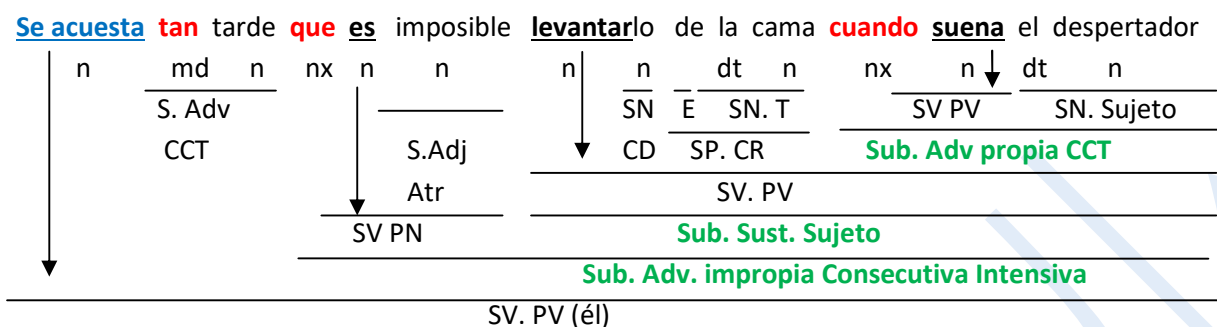 Se acuesta tan tarde que es imposible levantarlo de la cama cuando suena el despertador
n md n nx n n n n dt n nx n dt n
S. Adv SN E SN. T SV PV SN. Sujeto
CCT S.Adj CD SP. CR Sub. Adv propia CCT
Atr SV. PV
SV PN Sub. Sust. Sujeto
Sub. Adv. impropia Consecutiva Intensiva
SV. PV (él)